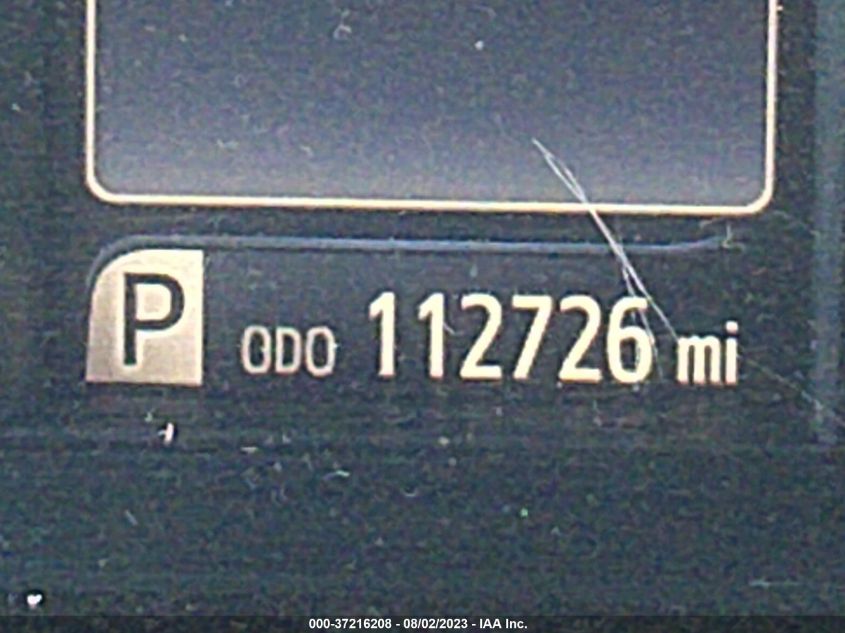 P ODO 112726 mi
000-37216208 - 08/02/2023 - IAA Inc.